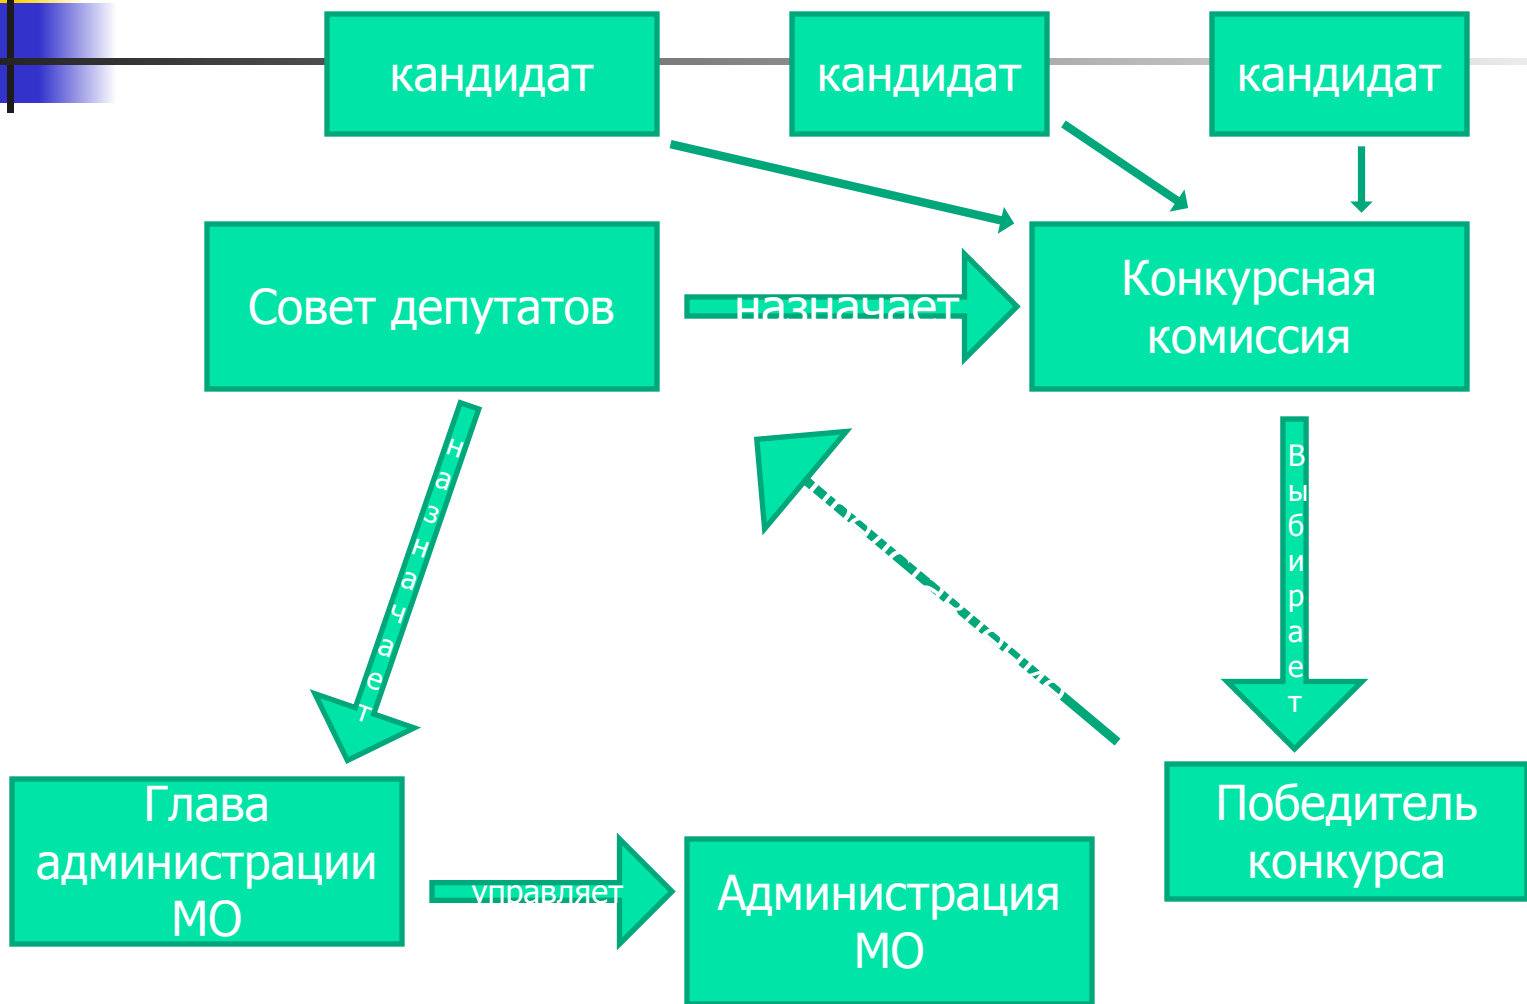 кандидат
кандидат
кандидат
Совет депутатов
назначает
Конкурсная
комиссия
назначает
Выбирает
Глава
администрации
МО
управляет
Администрация
МО
Победитель
конкурса